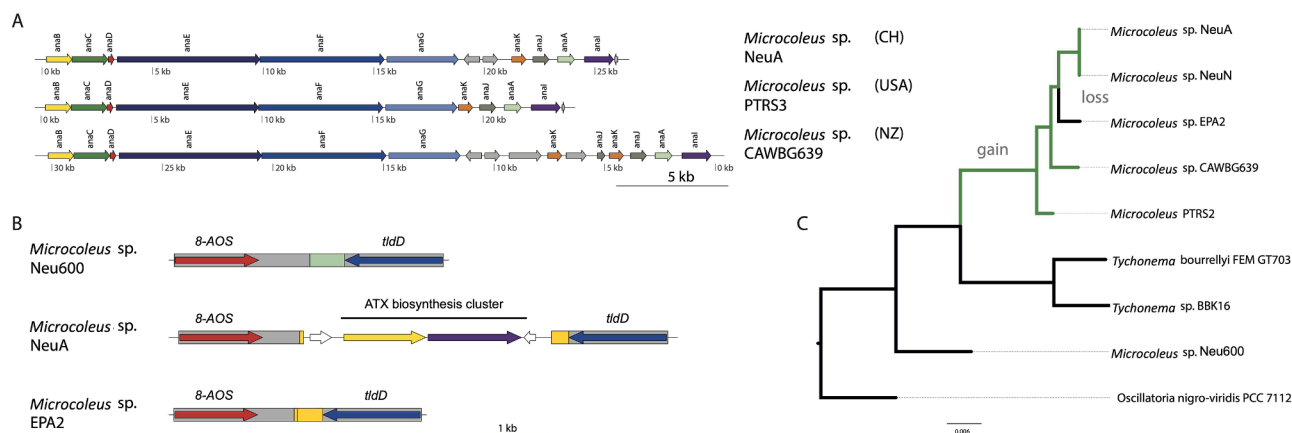 A
anaB anaC anaD anaE anaF anaG anaK anaJ anaA anaI
0 kb 5 kb 10 kb 15 kb 20 kb 25 kb
Microcoleus sp. (CH)
NeuA
anaB anaC anaD anaE anaF anaG anaK anaJ anaA anaI
0 kb 5 kb 10 kb 15 kb 20 kb
Microcoleus sp. (USA)
PTRS3
anaB anaC anaD anaE anaF anaG anaK anaJ anaK anaJ anaA anaI
30 kb 25 kb 20 kb 15 kb 10 kb 5 kb 0 kb
Microcoleus sp. (NZ)
CAWBG639
5 kb
B
Microcoleus sp.
Neu600
8-AOS tldD
Microcoleus sp.
NeuA
8-AOS ATX biosynthesis cluster tldD
Microcoleus sp.
EPA2
8-AOS tldD
1 kb
C
gain
loss
Microcoleus sp. NeuA
Microcoleus sp. NeuN
Microcoleus sp. EPA2
Microcoleus sp. CAWBG639
Microcoleus PTRS2
Tychonema bourrellyi FEM GT703
Tychonema sp. BBK16
Microcoleus sp. Neu600
Oscillatoria nigro-viridis PCC 7112
0.006